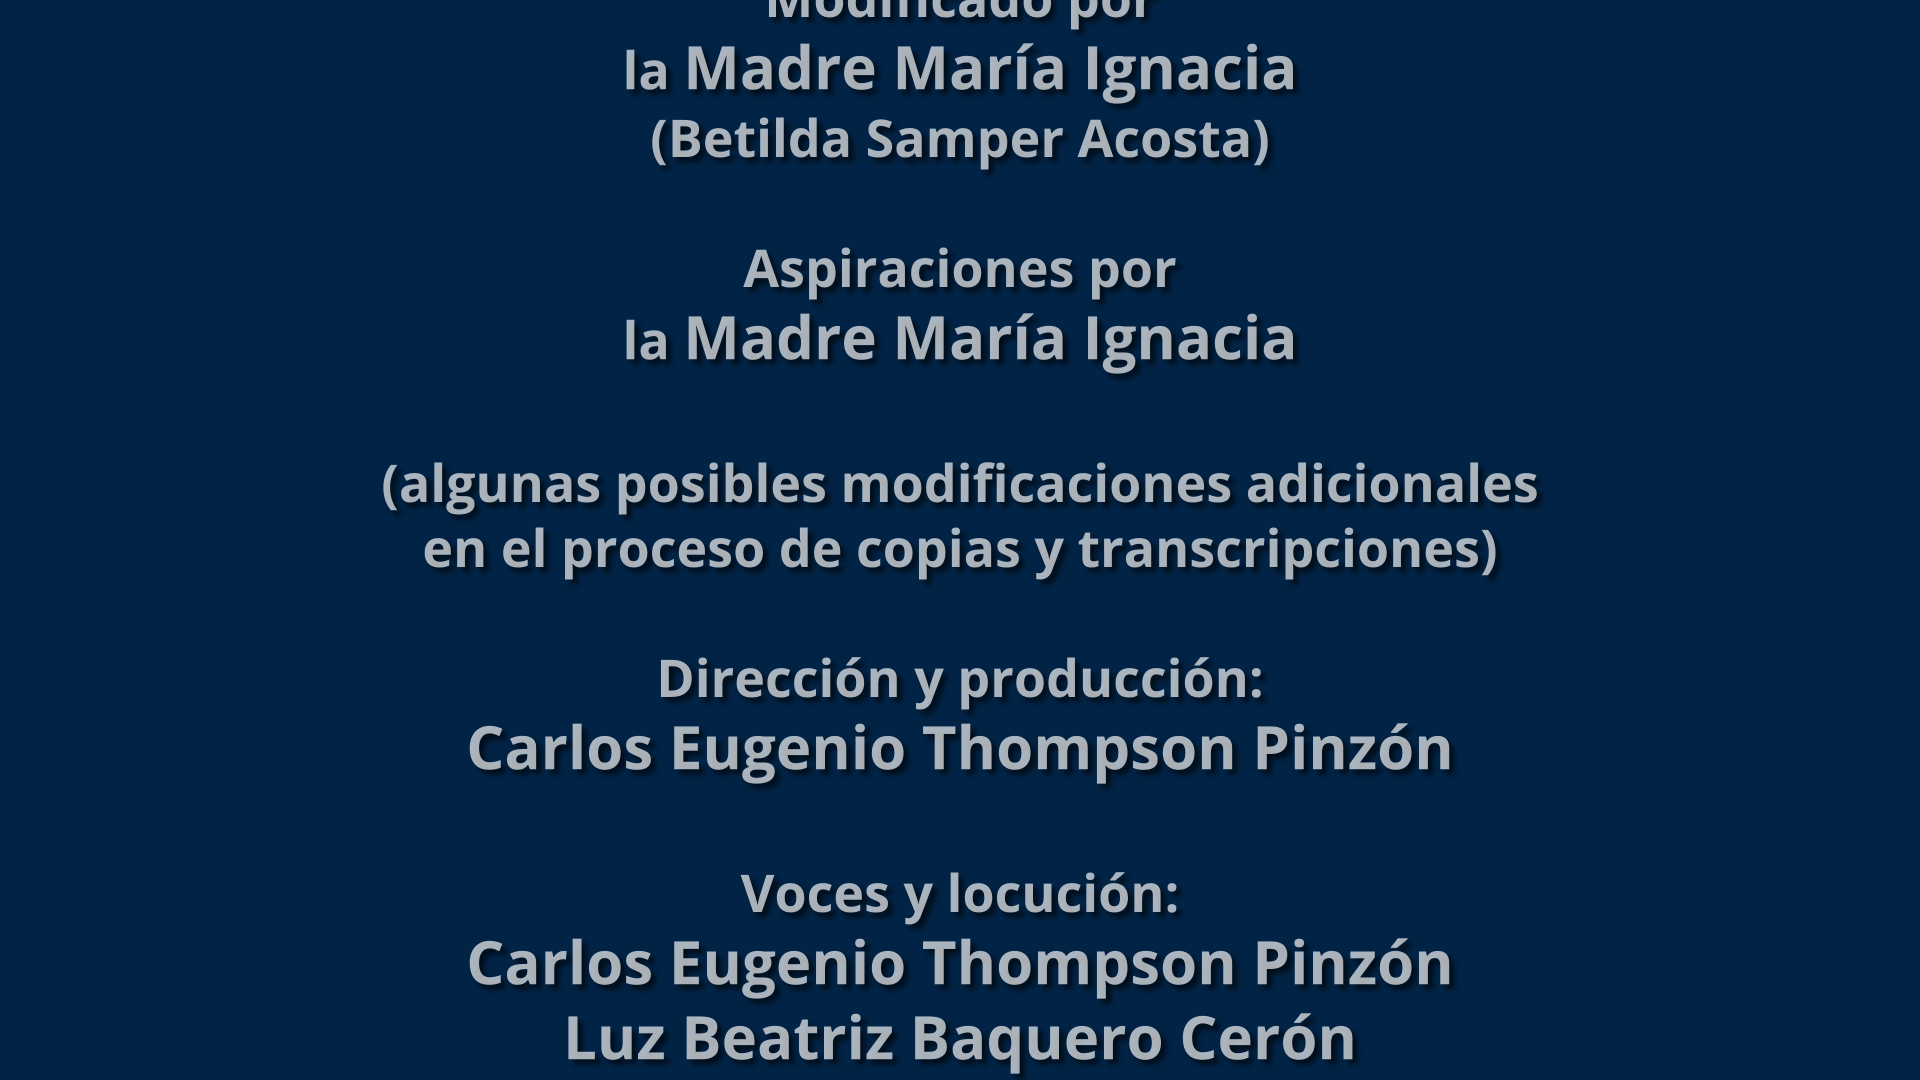 Modificado por
la Madre María Ignacia
(Betilda Samper Acosta)
Aspiraciones por
la Madre María Ignacia
(algunas posibles modificaciones adicionales
en el proceso de copias y transcripciones)
Dirección y producción:
Carlos Eugenio Thompson Pinzón
Voces y locución:
Carlos Eugenio Thompson Pinzón
Luz Beatriz Baquero Cerón